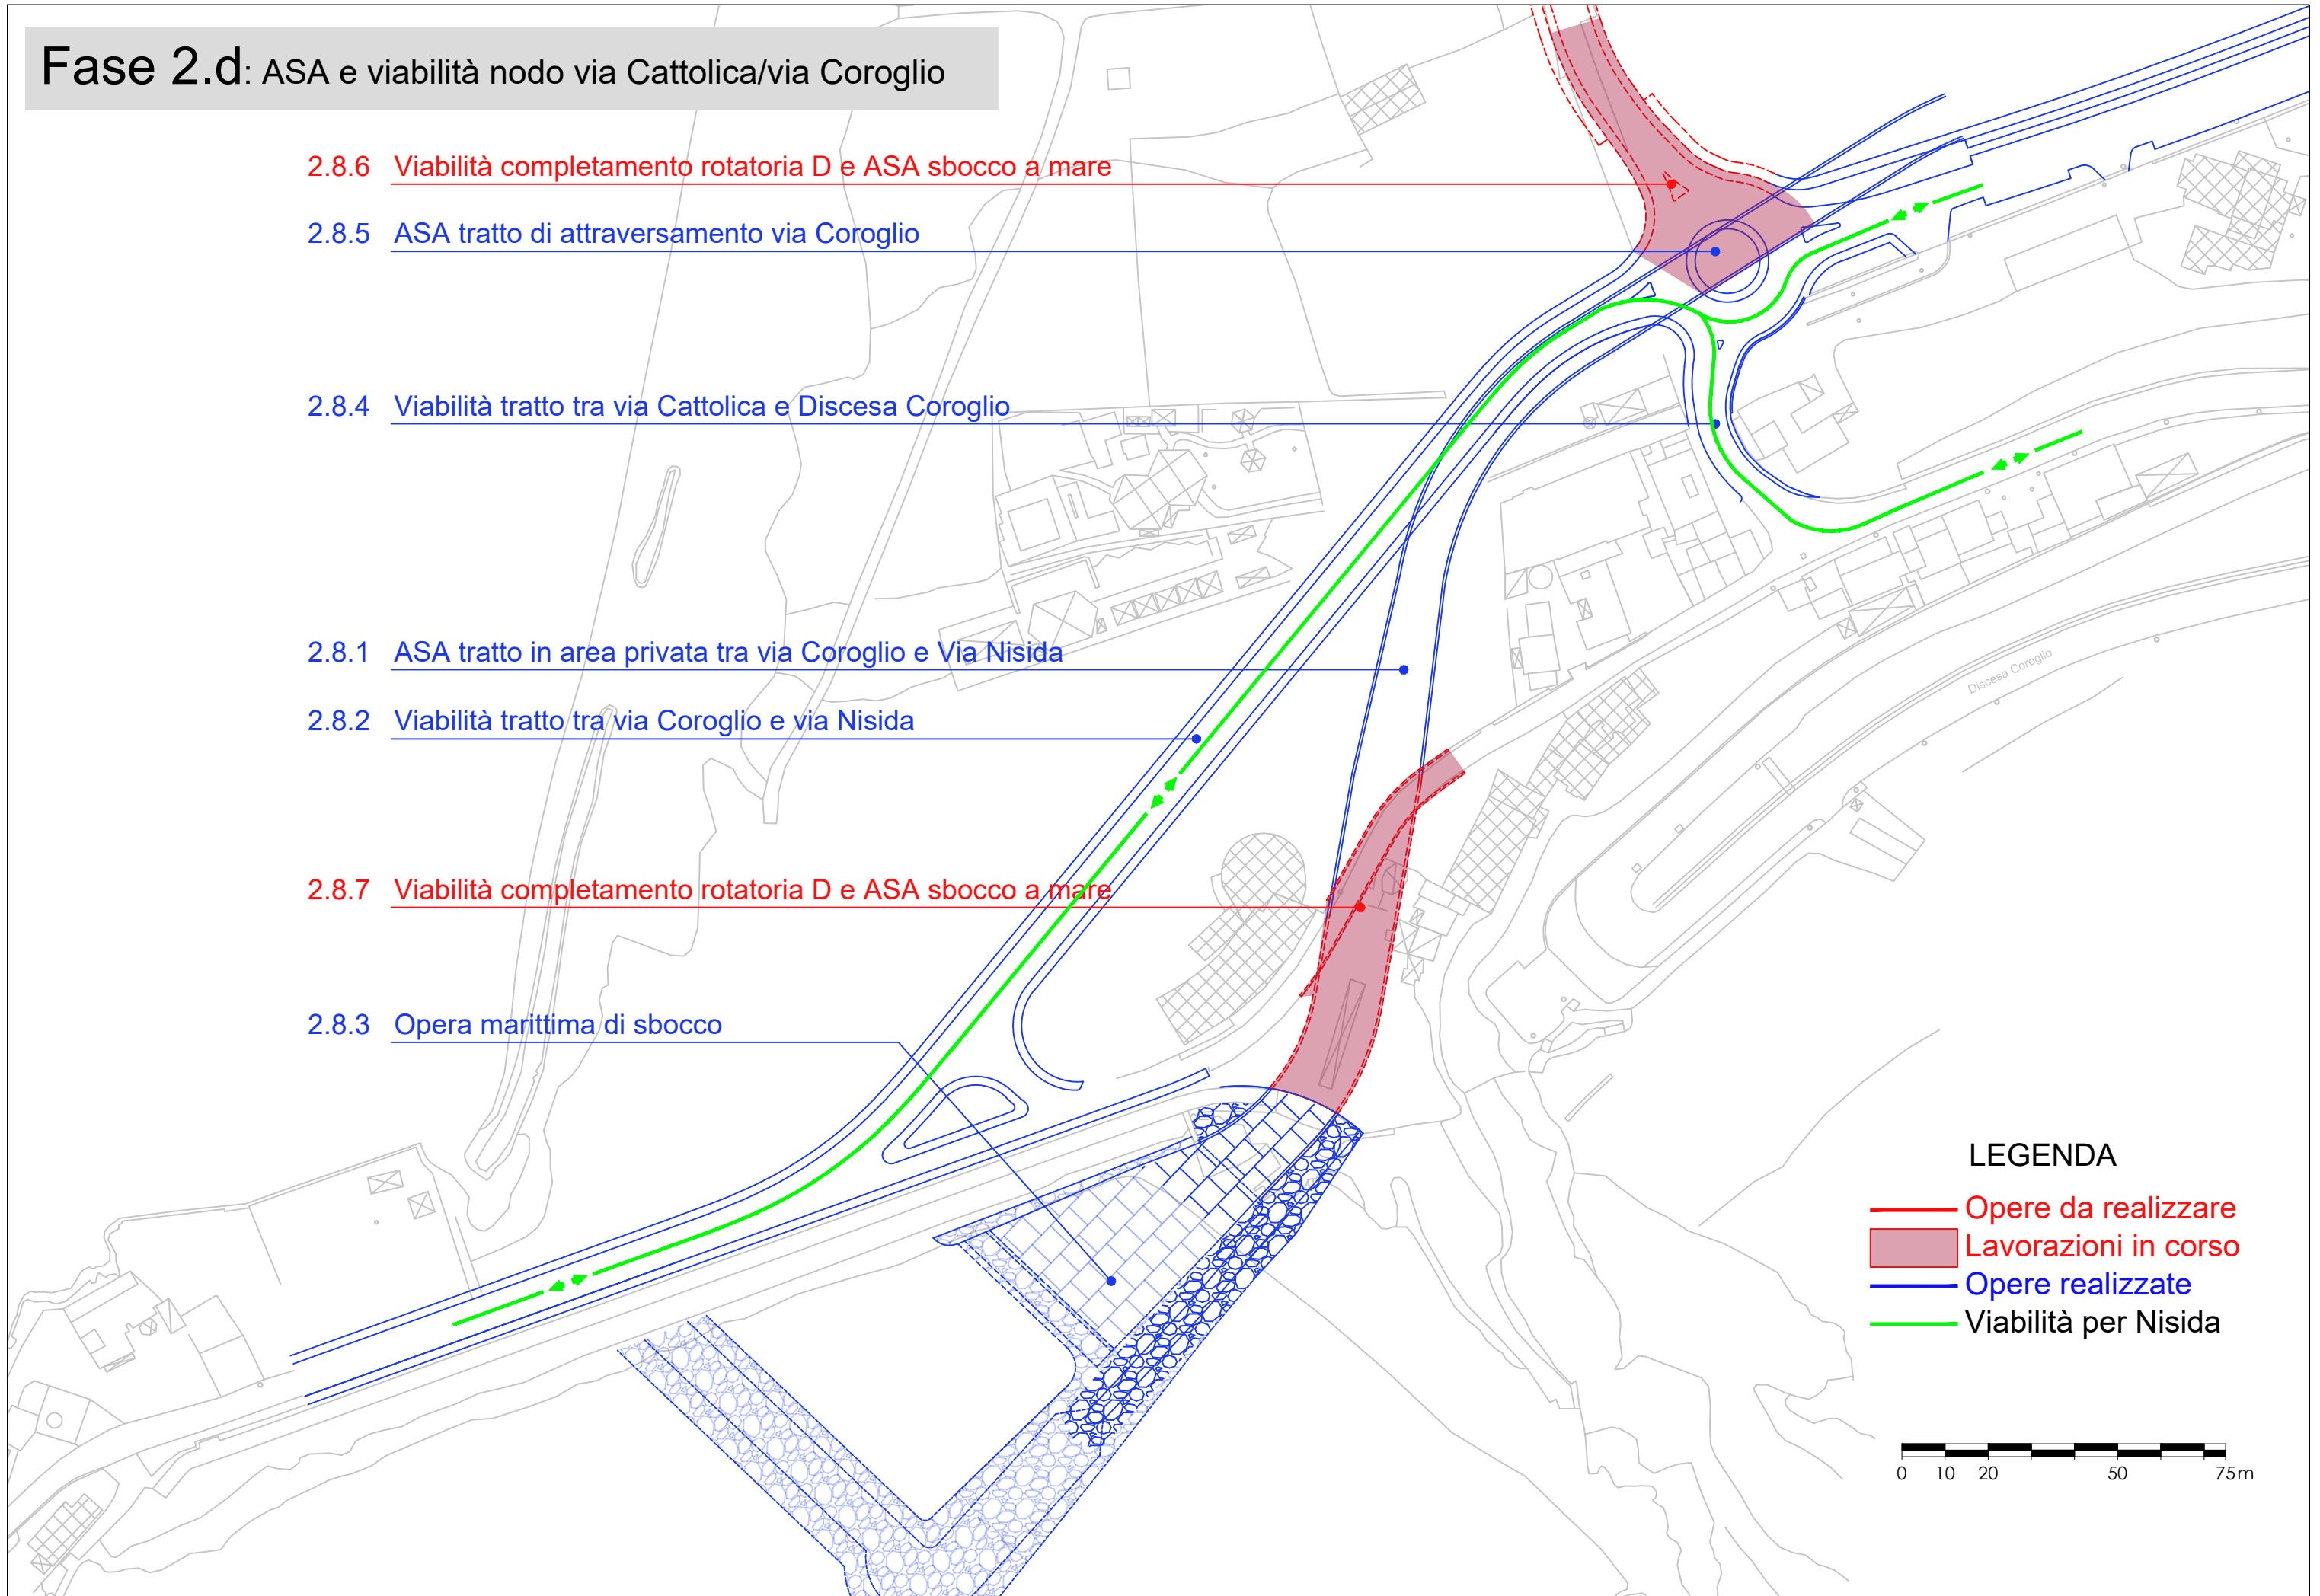 Fase 2.d: ASA e viabilità nodo via Cattolica/via Coroglio
2.8.6 Viabilità completamento rotatoria D e ASA sbocco a mare
2.8.5 ASA tratto di attraversamento via Coroglio
2.8.4 Viabilità tratto tra via Cattolica e Discesa Coroglio
2.8.1 ASA tratto in area privata tra via Coroglio e Via Nisida
Discesa Coroglio
2.8.2 Viabilità tratto tra via Coroglio e via Nisida
2.8.7 Viabilità completamento rotatoria D e ASA sbocco a mare
2.8.3 Opera marittima di sbocco
LEGENDA
Opere da realizzare
Lavorazioni in corso
Opere realizzate
Viabilità per Nisida
0 10 20 50 75m